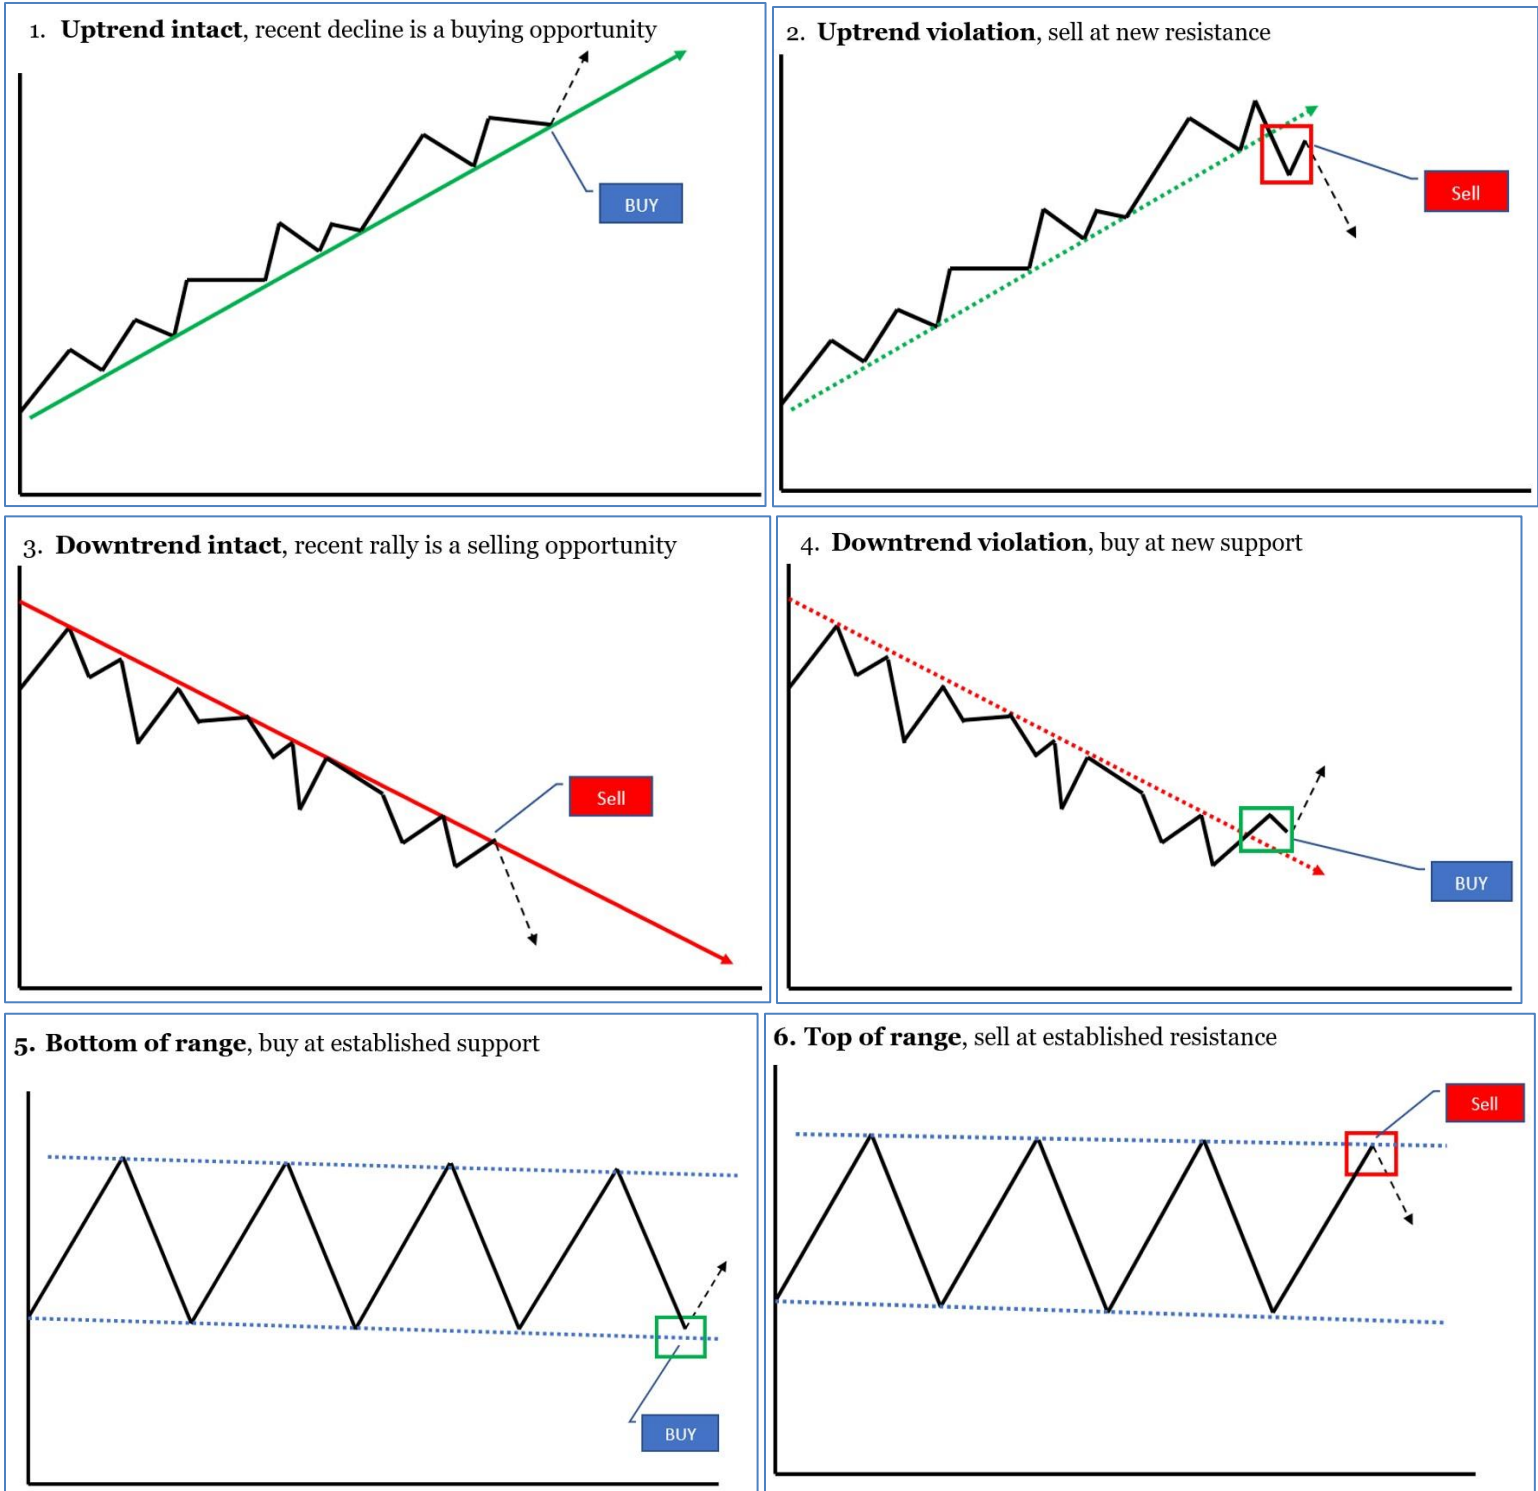 1. Uptrend intact, recent decline is a buying opportunity
BUY
2. Uptrend violation, sell at new resistance
Sell
3. Downtrend intact, recent rally is a selling opportunity
Sell
4. Downtrend violation, buy at new support
BUY
5. Bottom of range, buy at established support
BUY
6. Top of range, sell at established resistance
Sell